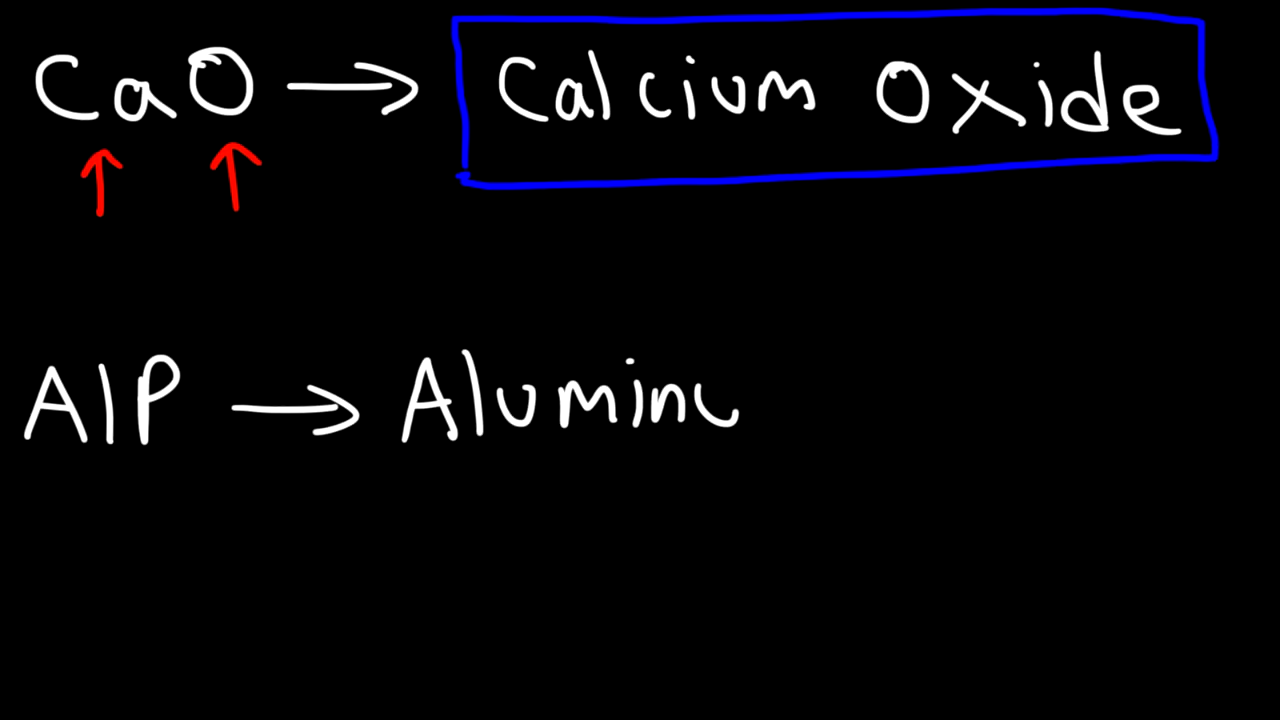 CaO → Calcium Oxide
AlP → Aluminu